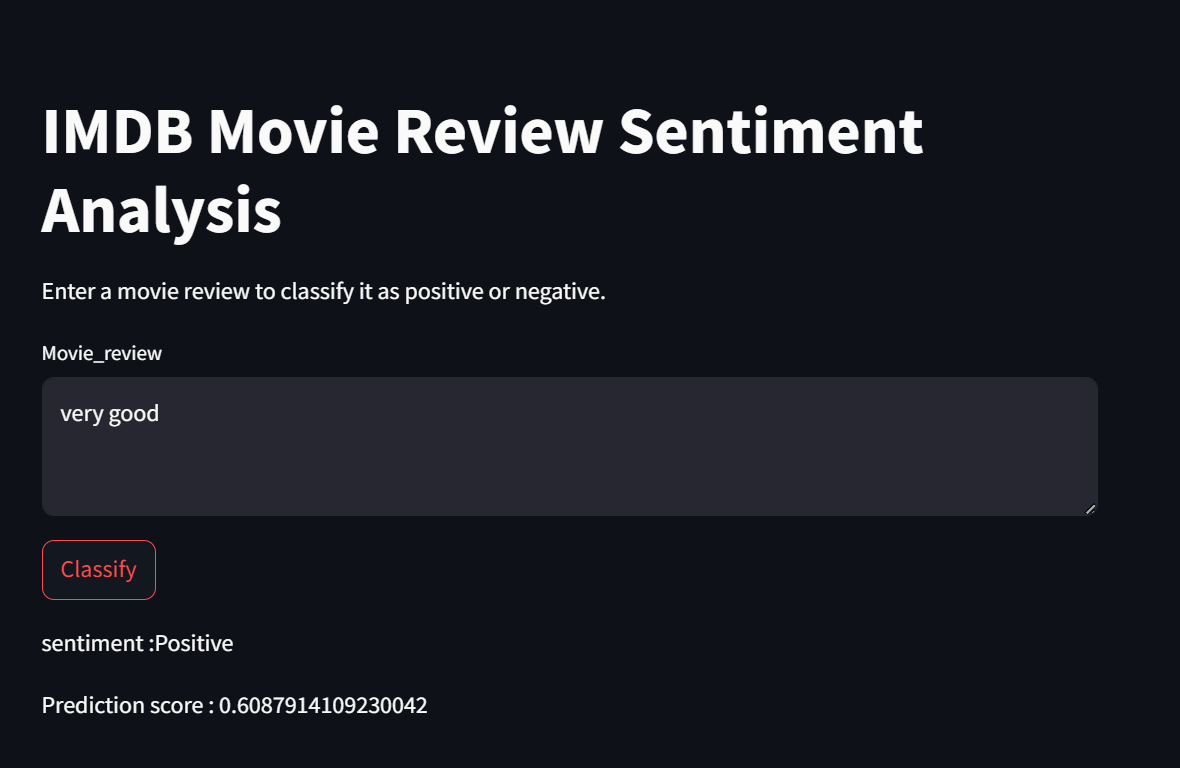 IMDB Movie Review Sentiment
Analysis
Enter a movie review to classify it as positive or negative.
Movie_review
very good
Classify
sentiment :Positive
Prediction score : 0.6087914109230042